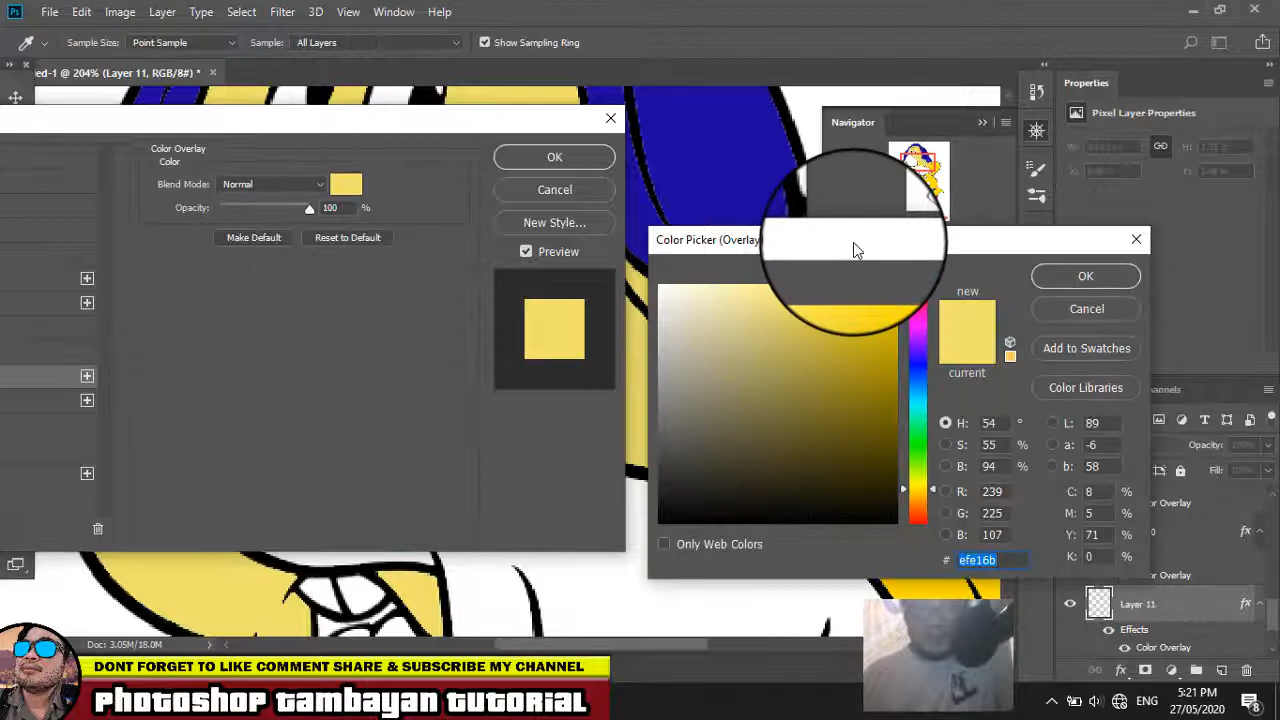 Ps File Edit Image Layer Type Select Filter 3D View Window Help
Sample Size: Point Sample Sample: All Layers Show Sampling Ring
ed-1 @ 204% (Layer 11, RGB/8#) *
Properties
Pixel Layer Properties
Navigator
Color Overlay
Color
Blend Mode: Normal
Opacity: 100 %
Make Default Reset to Default
OK
Cancel
New Style...
Preview
Color Picker (Overlay
new
current
OK
Cancel
Add to Swatches
Color Libraries
H: 54 °
S: 55 %
B: 94 %
R: 239
G: 225
B: 107
L: 89
a: -6
b: 58
C: 8 %
M: 5 %
Y: 71 %
K: 0 %
# efe16b
Only Web Colors
annels
Opacity: 100%
Fill:
Color Overlay
fx
Color Overlay
Layer 11 fx
Effects
Color Overlay
Doc: 3.05M/18.0M
DONT FORGET TO LIKE COMMENT SHARE & SUBSCRIBE MY CHANNEL
PHOTOSHOP TAMBAYAN TUTORIAL
ENG
5:21 PM
27/05/2020
8